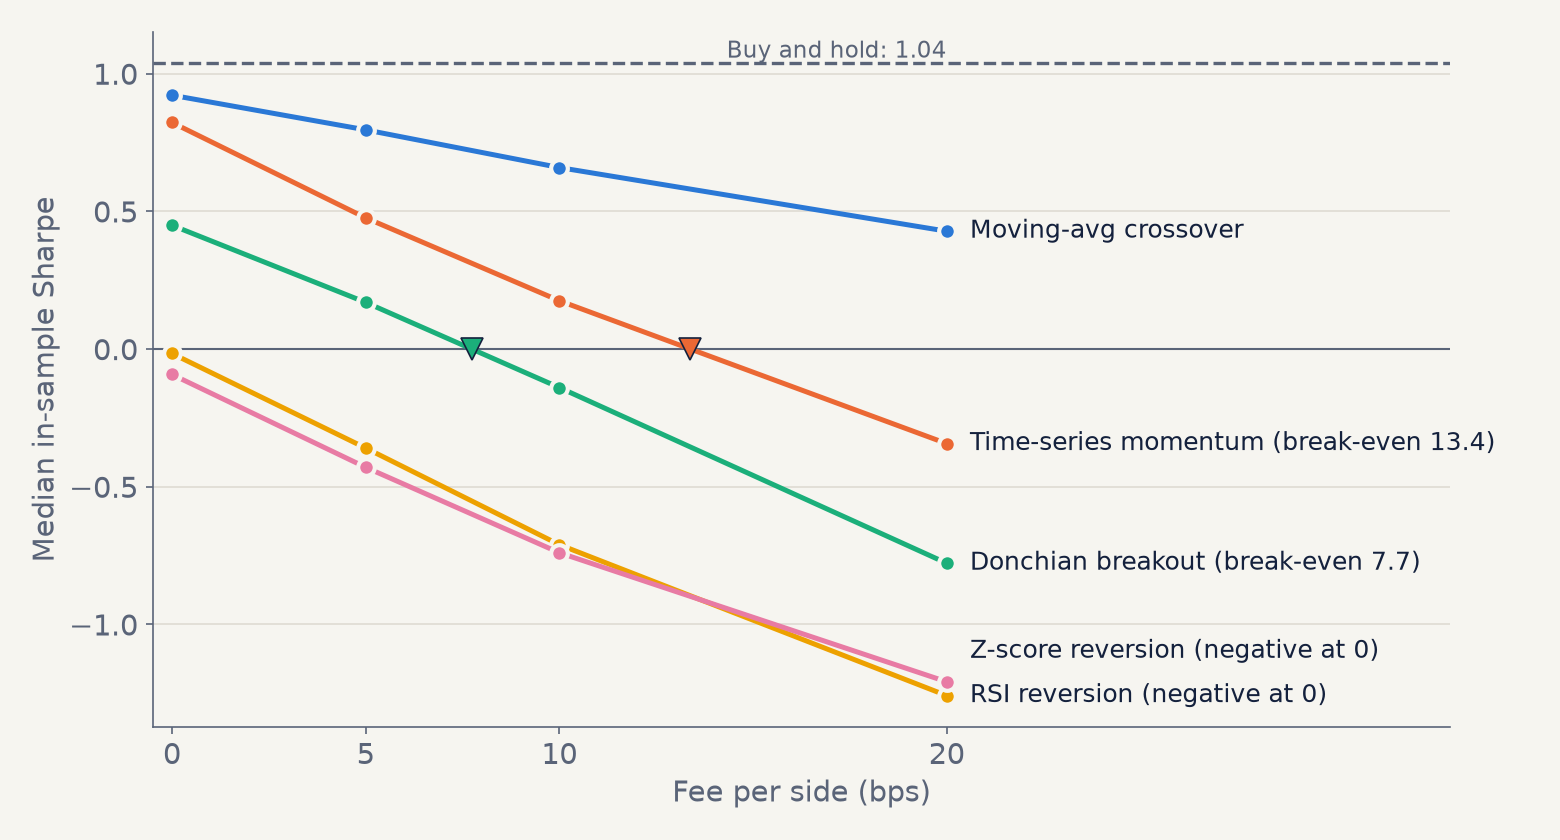 Buy and hold: 1.04
1.0
0.5
0.0
−0.5
−1.0
Median in-sample Sharpe
Moving-avg crossover
Time-series momentum (break-even 13.4)
Donchian breakout (break-even 7.7)
Z-score reversion (negative at 0)
RSI reversion (negative at 0)
0 5 10 20
Fee per side (bps)